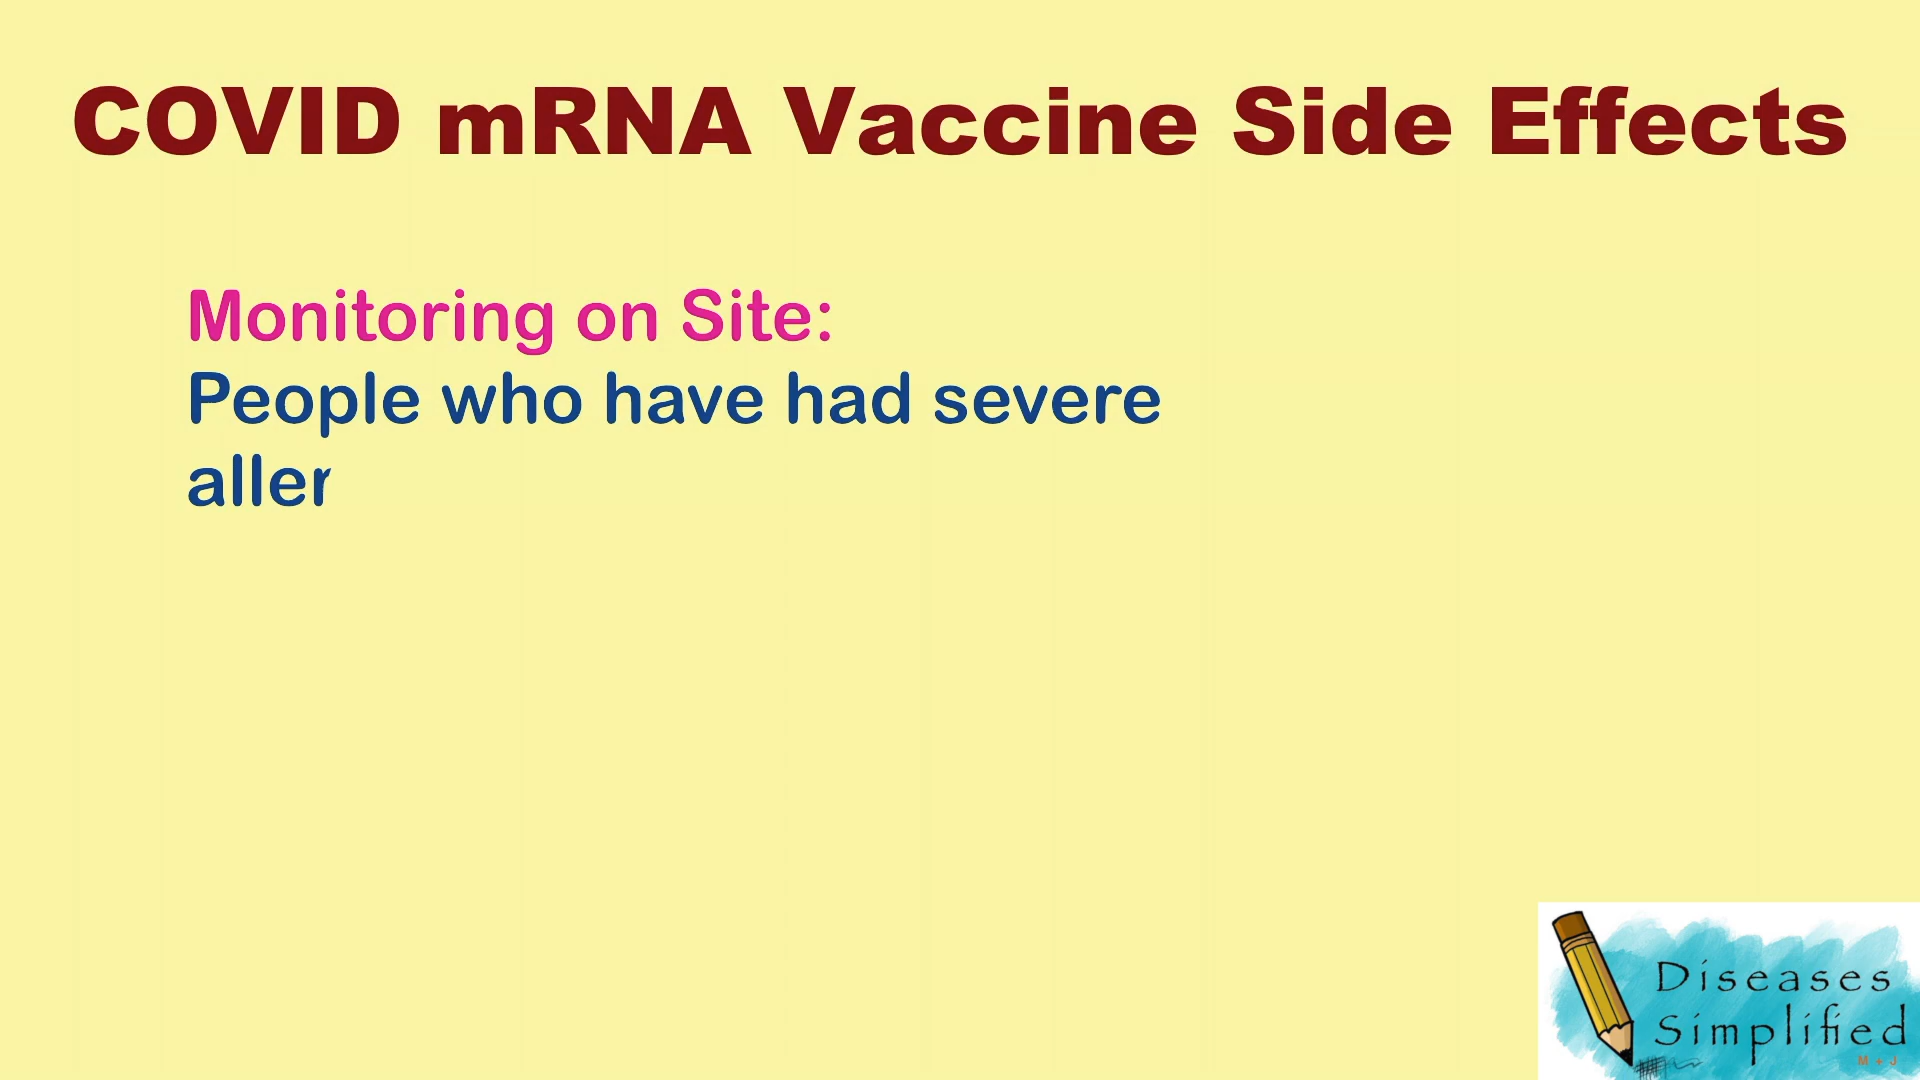 COVID mRNA Vaccine Side Effects
Monitoring on Site:
People who have had severe
aller
Diseases
Simplified
M + J